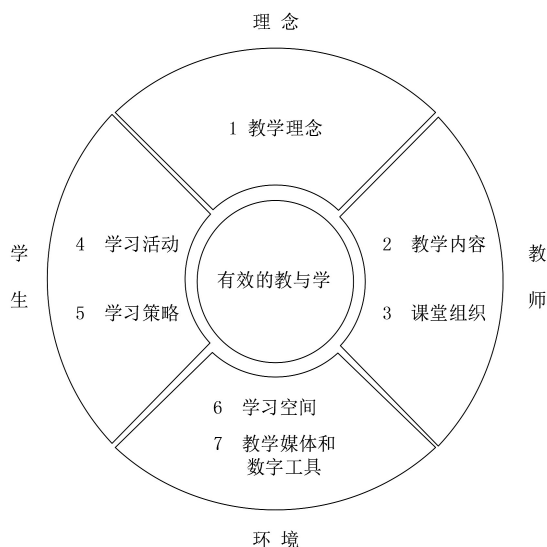 理 念
1 教学理念
学生
4 学习活动
5 学习策略
有效的教与学
2 教学内容
3 课堂组织
教师
6 学习空间
7 教学媒体和
数字工具
环 境